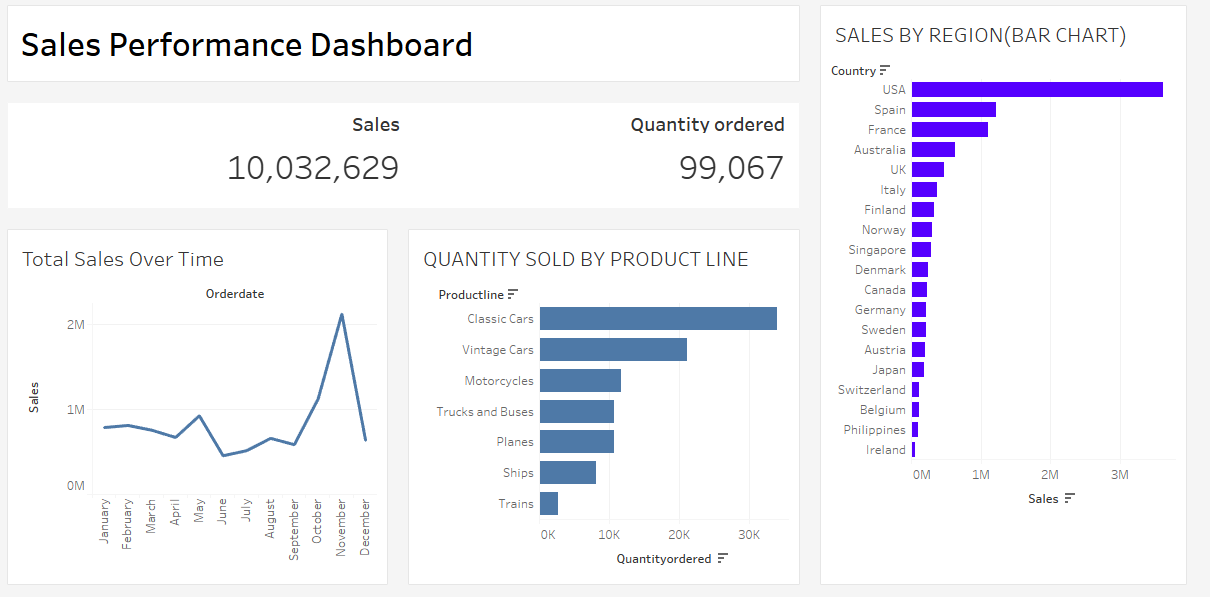 Sales Performance Dashboard
Sales
Quantity ordered
10,032,629
99,067
Total Sales Over Time
Orderdate
Sales
2M
1M
0M
January
February
March
April
May
June
July
August
September
October
November
December
QUANTITY SOLD BY PRODUCT LINE
Productline
Classic Cars
Vintage Cars
Motorcycles
Trucks and Buses
Planes
Ships
Trains
0K 10K 20K 30K
Quantityordered
SALES BY REGION(BAR CHART)
Country
USA
Spain
France
Australia
UK
Italy
Finland
Norway
Singapore
Denmark
Canada
Germany
Sweden
Austria
Japan
Switzerland
Belgium
Philippines
Ireland
0M 1M 2M 3M
Sales